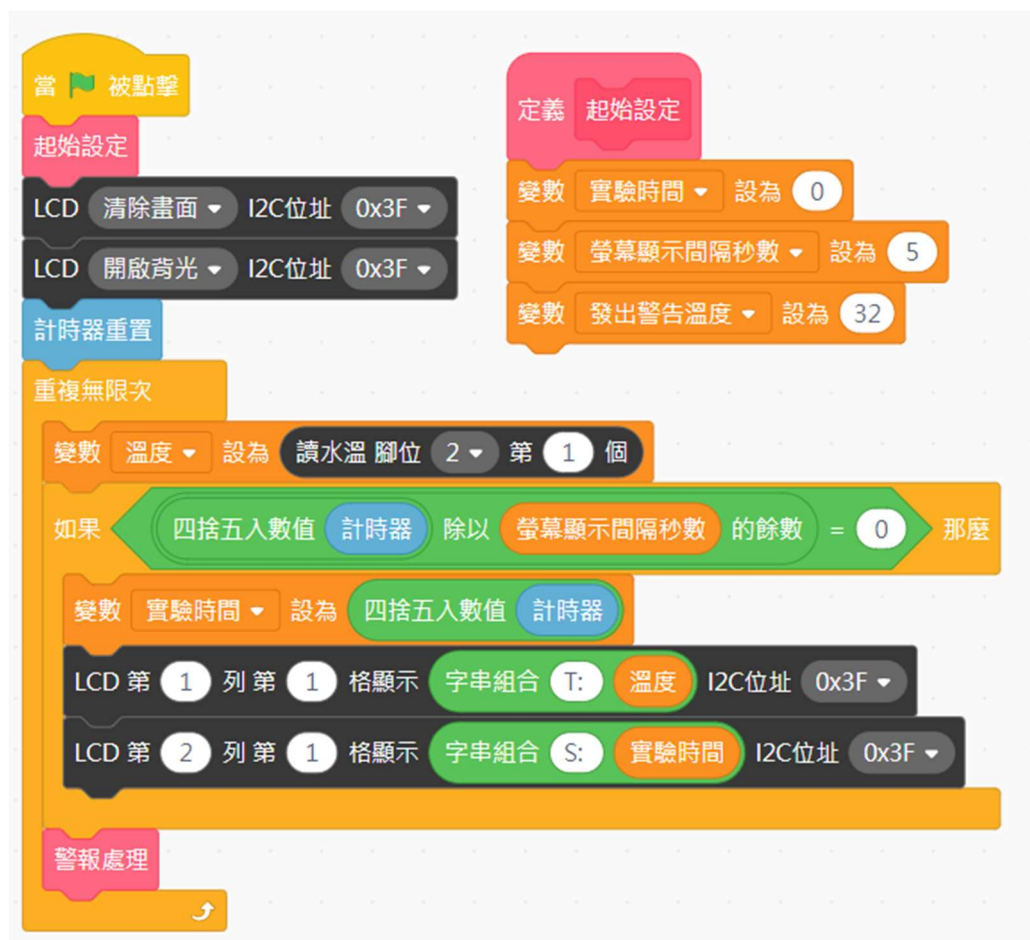 當 被點擊
起始設定
LCD 清除畫面 I2C位址 0x3F
LCD 開啟背光 I2C位址 0x3F
計時器重置
重複無限次
變數 溫度 設為 讀水溫 腳位 2 第 1 個
如果 四捨五入數值 計時器 除以 螢幕顯示間隔秒數 的餘數 = 0 那麼
變數 實驗時間 設為 四捨五入數值 計時器
LCD 第 1 列 第 1 格顯示 字串組合 T: 溫度 I2C位址 0x3F
LCD 第 2 列 第 1 格顯示 字串組合 S: 實驗時間 I2C位址 0x3F
警報處理
定義 起始設定
變數 實驗時間 設為 0
變數 螢幕顯示間隔秒數 設為 5
變數 發出警告溫度 設為 32